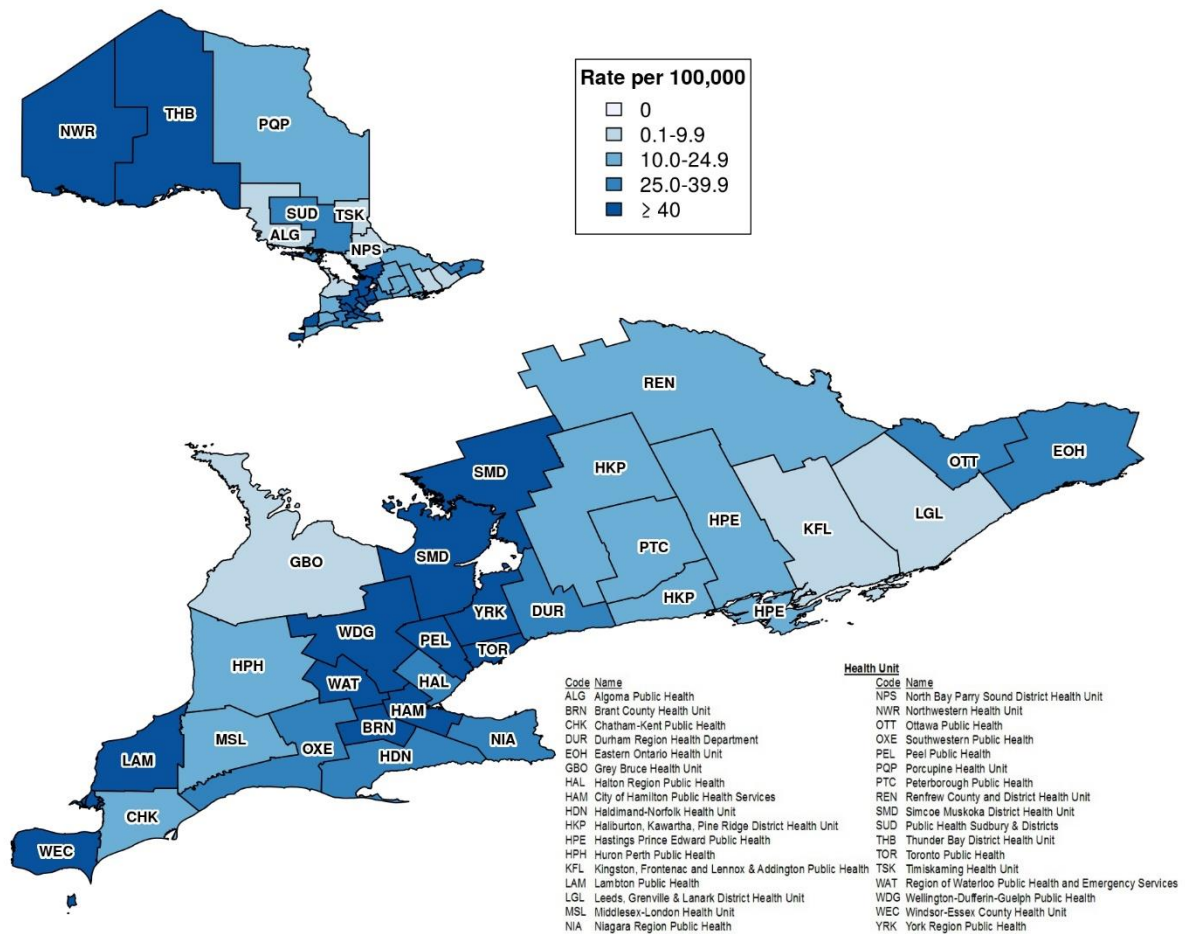 Rate per 100,000
0
0.1-9.9
10.0-24.9
25.0-39.9
≥ 40
NWR
THB
PQP
SUD
TSK
ALG
NPS
REN
SMD
HKP
OTT
EOH
HPE
LGL
KFL
SMD
PTC
GBO
YRK
DUR
HKP
HPE
WDG
PEL
TOR
HPH
WAT
HAL
HAM
BRN
MSL
OXE
NIA
LAM
HDN
CHK
WEC
Health Unit
Code Name
ALG Algoma Public Health
BRN Brant County Health Unit
CHK Chatham-Kent Public Health
DUR Durham Region Health Department
EOH Eastern Ontario Health Unit
GBO Grey Bruce Health Unit
HAL Halton Region Public Health
HAM City of Hamilton Public Health Services
HDN Haldimand-Norfolk Health Unit
HKP Haliburton, Kawartha, Pine Ridge District Health Unit
HPE Hastings Prince Edward Public Health
HPH Huron Perth Public Health
KFL Kingston, Frontenac and Lennox & Addington Public Health
LAM Lambton Public Health
LGL Leeds, Grenville & Lanark District Health Unit
MSL Middlesex-London Health Unit
NIA Niagara Region Public Health
Code Name
NPS North Bay Parry Sound District Health Unit
NWR Northwestern Health Unit
OTT Ottawa Public Health
OXE Southwestern Public Health
PEL Peel Public Health
PQP Porcupine Health Unit
PTC Peterborough Public Health
REN Renfrew County and District Health Unit
SMD Simcoe Muskoka District Health Unit
SUD Public Health Sudbury & Districts
THB Thunder Bay District Health Unit
TOR Toronto Public Health
TSK Timiskaming Health Unit
WAT Region of Waterloo Public Health and Emergency Services
WDG Wellington-Dufferin-Guelph Public Health
WEC Windsor-Essex County Health Unit
YRK York Region Public Health